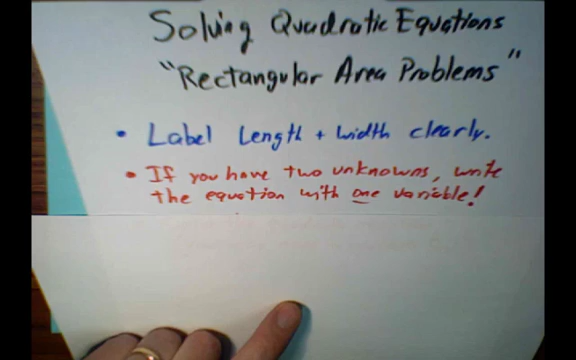 Solving Quadratic Equations
"Rectangular Area Problems"
• Label Length + width clearly.
• If you have two unknowns, write
the equation with one variable!